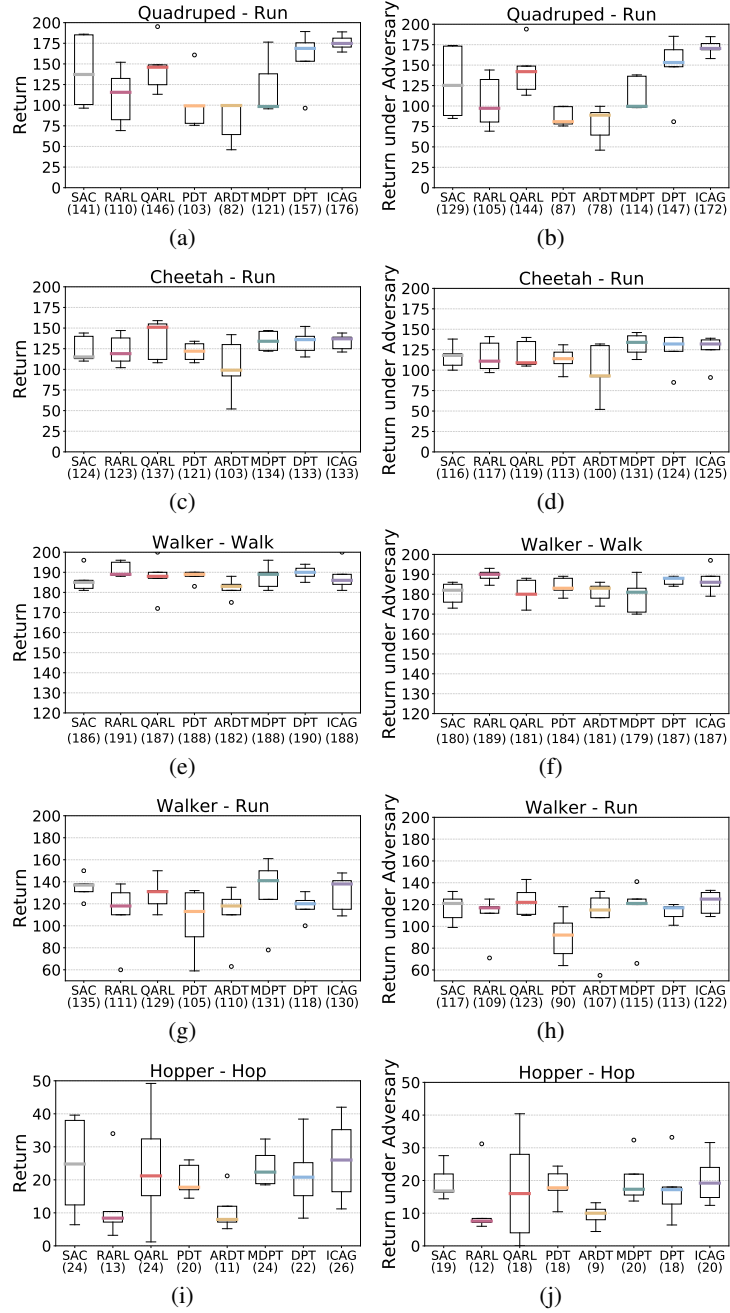 Quadruped - Run
Return
200
175
150
125
100
75
50
25
0
SAC RARL QARL PDT ARDT MDPT DPT ICAG
(141) (110) (146) (103) (82) (121) (157) (176)
(a)
Quadruped - Run
Return under Adversary
200
175
150
125
100
75
50
25
0
SAC RARL QARL PDT ARDT MDPT DPT ICAG
(129) (105) (144) (87) (78) (114) (147) (172)
(b)
Cheetah - Run
Return
200
175
150
125
100
75
50
25
0
SAC RARL QARL PDT ARDT MDPT DPT ICAG
(124) (123) (137) (121) (103) (134) (133) (133)
(c)
Cheetah - Run
Return under Adversary
200
175
150
125
100
75
50
25
0
SAC RARL QARL PDT ARDT MDPT DPT ICAG
(116) (117) (119) (113) (100) (131) (124) (125)
(d)
Walker - Walk
Return
200
190
180
170
160
150
140
130
120
SAC RARL QARL PDT ARDT MDPT DPT ICAG
(186) (191) (187) (188) (182) (188) (190) (188)
(e)
Walker - Walk
Return under Adversary
200
190
180
170
160
150
140
130
120
SAC RARL QARL PDT ARDT MDPT DPT ICAG
(180) (189) (181) (184) (181) (179) (187) (187)
(f)
Walker - Run
Return
200
180
160
140
120
100
80
60
SAC RARL QARL PDT ARDT MDPT DPT ICAG
(135) (111) (129) (105) (110) (131) (118) (130)
(g)
Walker - Run
Return under Adversary
200
180
160
140
120
100
80
60
SAC RARL QARL PDT ARDT MDPT DPT ICAG
(117) (109) (123) (90) (107) (115) (113) (122)
(h)
Hopper - Hop
Return
50
40
30
20
10
0
SAC RARL QARL PDT ARDT MDPT DPT ICAG
(24) (13) (24) (20) (11) (24) (22) (26)
(i)
Hopper - Hop
Return under Adversary
50
40
30
20
10
0
SAC RARL QARL PDT ARDT MDPT DPT ICAG
(19) (12) (18) (18) (9) (20) (18) (20)
(j)